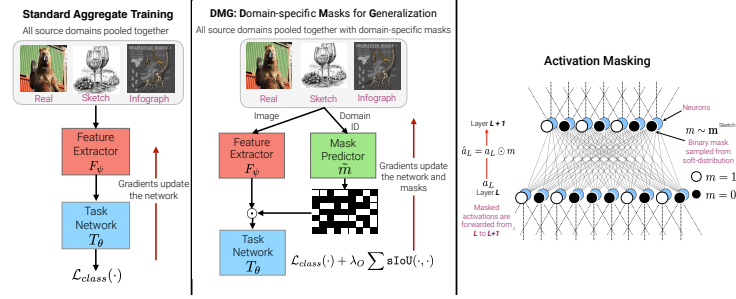 Standard Aggregate Training
All source domains pooled together
Real
Sketch
Infograph
Feature
Extractor
F_ψ
Gradients update
the network
Task
Network
T_θ
ℒ_class(·)
DMG: Domain-specific Masks for Generalization
All source domains pooled together with domain-specific masks
Real
Sketch
Infograph
Image
Domain
ID
Feature
Extractor
F_ψ
Mask
Predictor
m̃
Gradients update
the network and
masks
⊙
Task
Network
T_θ
ℒ_class(·) + λ_O ∑ sIoU(·,·)
Activation Masking
Neurons
Layer L + 1
m ~ m^Sketch
Binary mask
sampled from
soft-distribution
â_L = a_L ⊙ m
a_L
Layer L
m = 1
m = 0
Masked
activations are
forwarded from
L to L+1